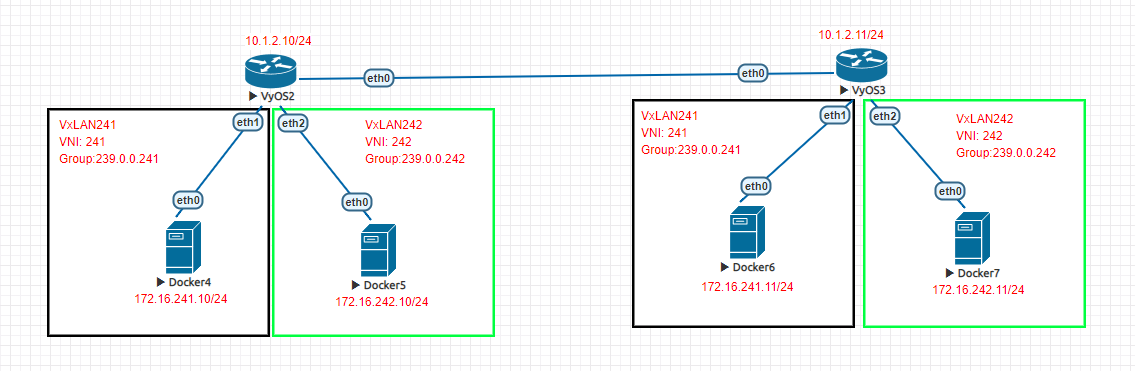 10.1.2.10/24
10.1.2.11/24
eth0
eth0
VyOS2
VyOS3
VxLAN241
VNI: 241
Group:239.0.0.241
eth1
eth2
VxLAN242
VNI: 242
Group:239.0.0.242
VxLAN241
VNI: 241
Group:239.0.0.241
eth1
eth2
VxLAN242
VNI: 242
Group:239.0.0.242
eth0
eth0
eth0
eth0
Docker4
172.16.241.10/24
Docker5
172.16.242.10/24
Docker6
172.16.241.11/24
Docker7
172.16.242.11/24